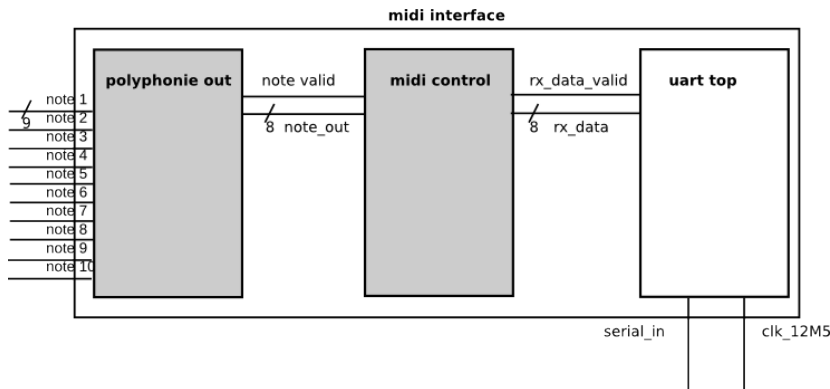 midi interface
polyphonie out
note valid
midi control
rx_data_valid
uart top
note 1
note 2
9
8 note_out
8 rx_data
note 3
note 4
note 5
note 6
note 7
note 8
note 9
note 10
serial_in
clk_12M5